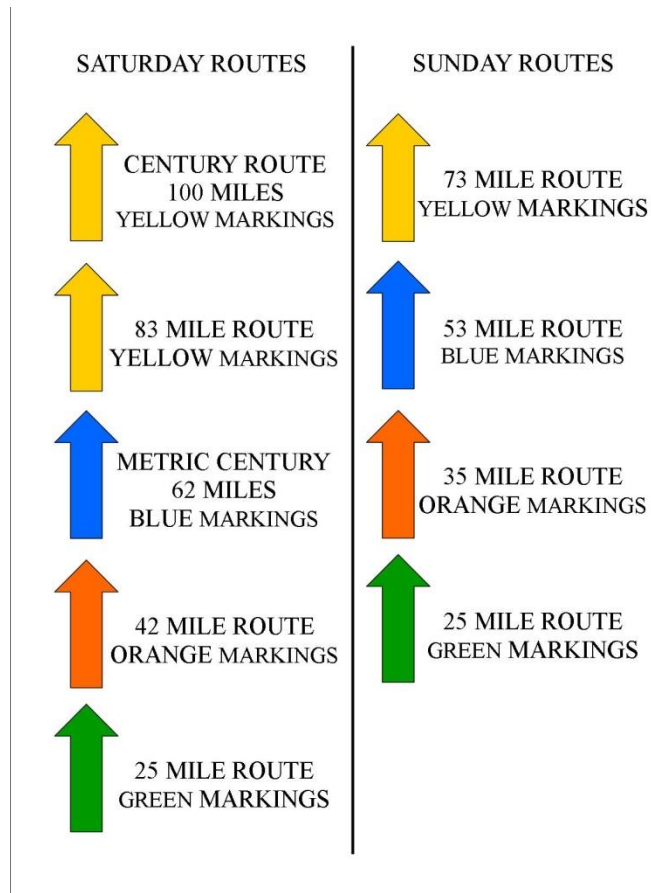 SATURDAY ROUTES
CENTURY ROUTE
100 MILES
YELLOW MARKINGS
83 MILE ROUTE
YELLOW MARKINGS
METRIC CENTURY
62 MILES
BLUE MARKINGS
42 MILE ROUTE
ORANGE MARKINGS
25 MILE ROUTE
GREEN MARKINGS
SUNDAY ROUTES
73 MILE ROUTE
YELLOW MARKINGS
53 MILE ROUTE
BLUE MARKINGS
35 MILE ROUTE
ORANGE MARKINGS
25 MILE ROUTE
GREEN MARKINGS